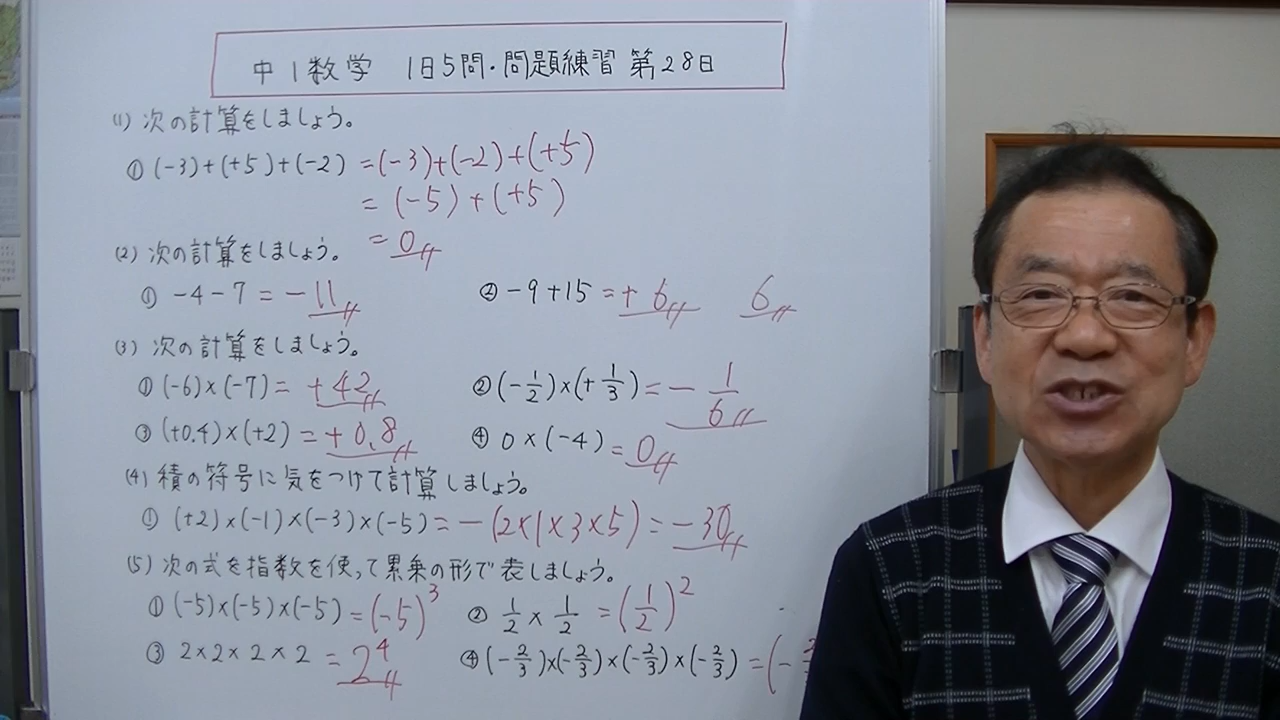 中1数学 1日5問・問題練習 第28日
(1) 次の計算をしましょう。
① (-3)+(+5)+(-2) =(-3)+(-2)+(+5)
= (-5)+(+5)
= 0
(2) 次の計算をしましょう。
① -4-7 = -11 ② -9+15 = +6 6
(3) 次の計算をしましょう。
① (-6)×(-7) = +42 ② (-1/2)×(+1/3) = -1/6
③ (+0.4)×(+2) = +0.8 ④ 0×(-4) = 0
(4) 積の符号に気をつけて計算しましょう。
① (+2)×(-1)×(-3)×(-5) = -(2×1×3×5) = -30
(5) 次の式を指数を使って累乗の形で表しましょう。
① (-5)×(-5)×(-5) = (-5)³ ② 1/2 × 1/2 = (1/2)²
③ 2×2×2×2 = 2⁴ ④ (-2/3)×(-2/3)×(-2/3)×(-2/3) = (-